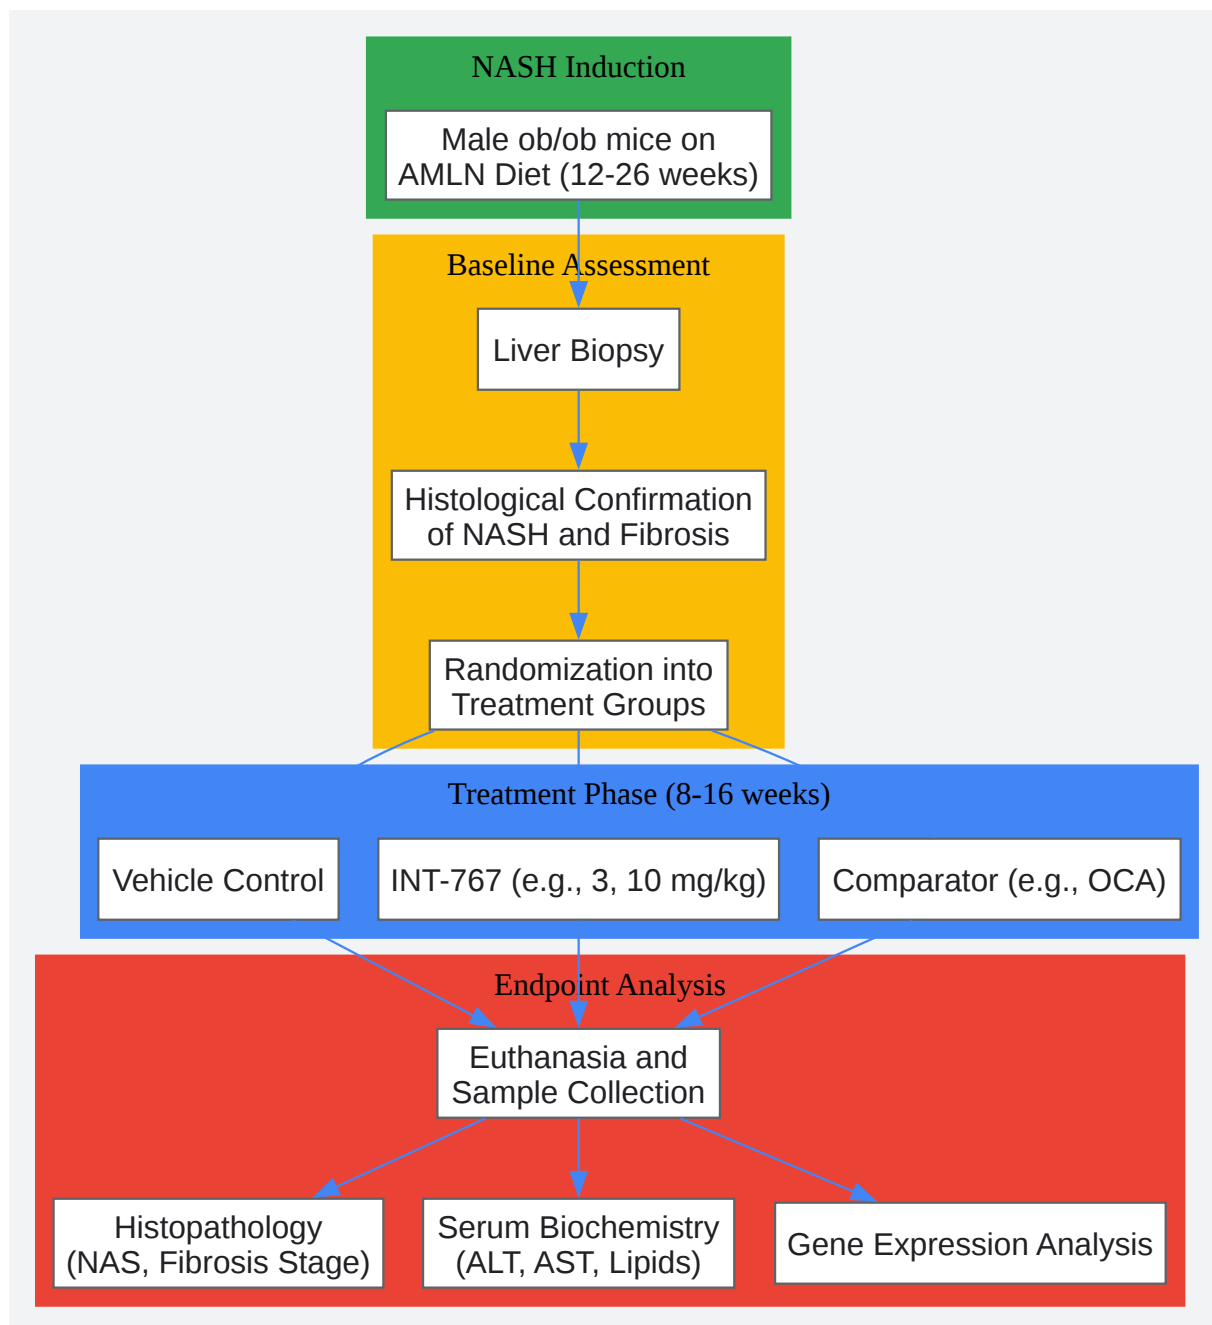 NASH Induction
Male ob/ob mice on
AMLN Diet (12-26 weeks)
Baseline Assessment
Liver Biopsy
Histological Confirmation
of NASH and Fibrosis
Randomization into
Treatment Groups
Treatment Phase (8-16 weeks)
Vehicle Control
INT-767 (e.g., 3, 10 mg/kg)
Comparator (e.g., OCA)
Endpoint Analysis
Euthanasia and
Sample Collection
Histopathology
(NAS, Fibrosis Stage)
Serum Biochemistry
(ALT, AST, Lipids)
Gene Expression Analysis